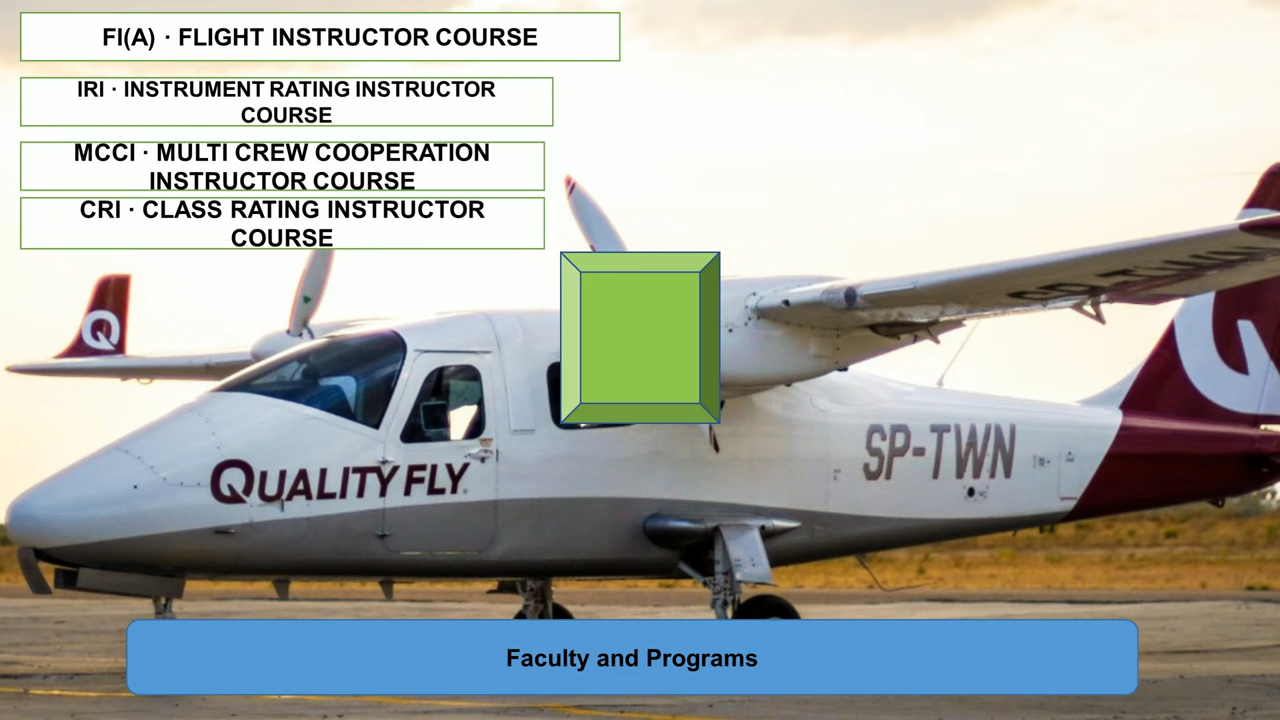 FI(A) · FLIGHT INSTRUCTOR COURSE
IRI · INSTRUMENT RATING INSTRUCTOR
COURSE
MCCI · MULTI CREW COOPERATION
INSTRUCTOR COURSE
CRI · CLASS RATING INSTRUCTOR
COURSE
Q
QUALITY FLY
SP-TWN
Faculty and Programs